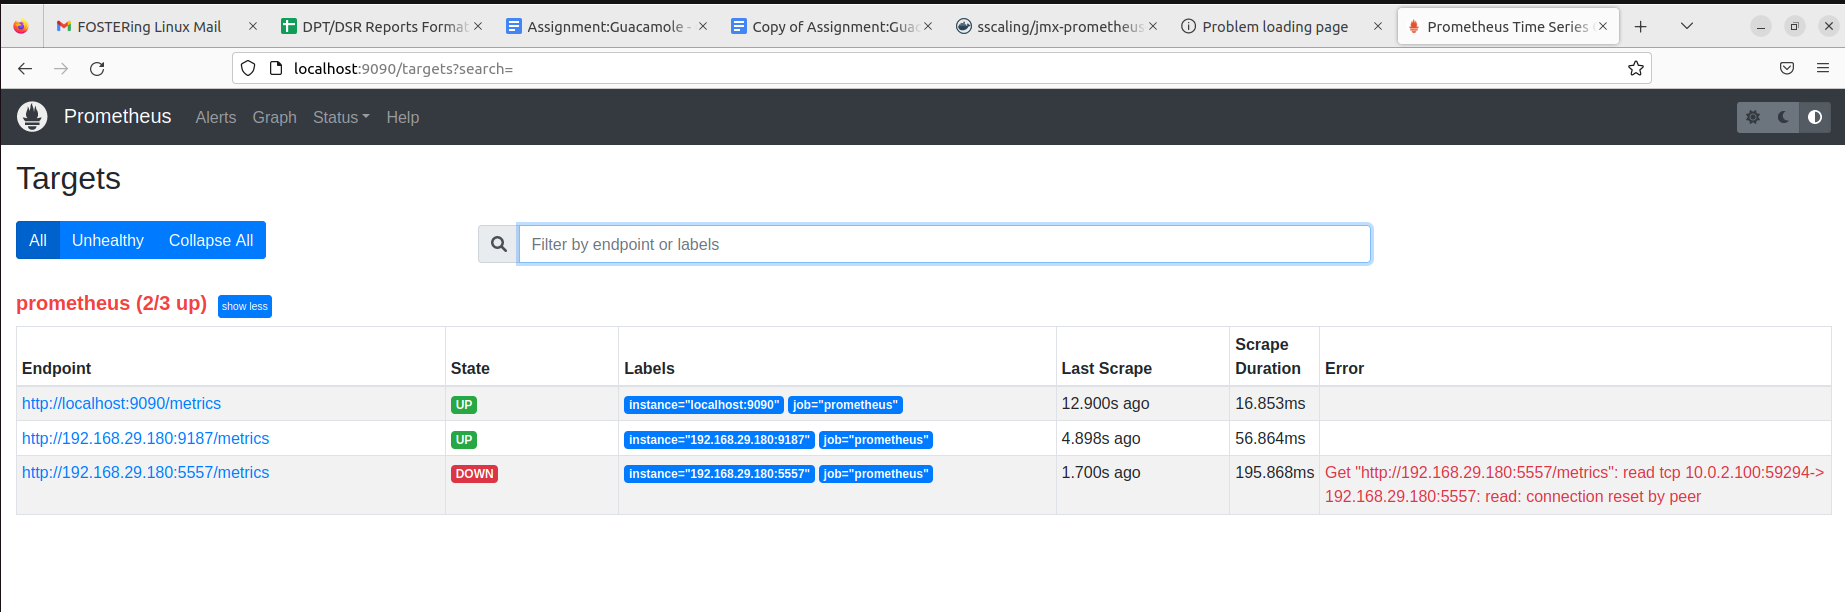 FOSTERing Linux Mail
DPT/DSR Reports Format
Assignment:Guacamole -
Copy of Assignment:Guac
sscaling/jmx-prometheus
Problem loading page
Prometheus Time Series
localhost:9090/targets?search=
Prometheus Alerts Graph Status Help
Targets
All Unhealthy Collapse All
Filter by endpoint or labels
prometheus (2/3 up) show less
Endpoint State Labels Last Scrape Scrape Duration Error
http://localhost:9090/metrics UP instance="localhost:9090" job="prometheus" 12.900s ago 16.853ms
http://192.168.29.180:9187/metrics UP instance="192.168.29.180:9187" job="prometheus" 4.898s ago 56.864ms
http://192.168.29.180:5557/metrics DOWN instance="192.168.29.180:5557" job="prometheus" 1.700s ago 195.868ms Get "http://192.168.29.180:5557/metrics": read tcp 10.0.2.100:59294->
192.168.29.180:5557: read: connection reset by peer